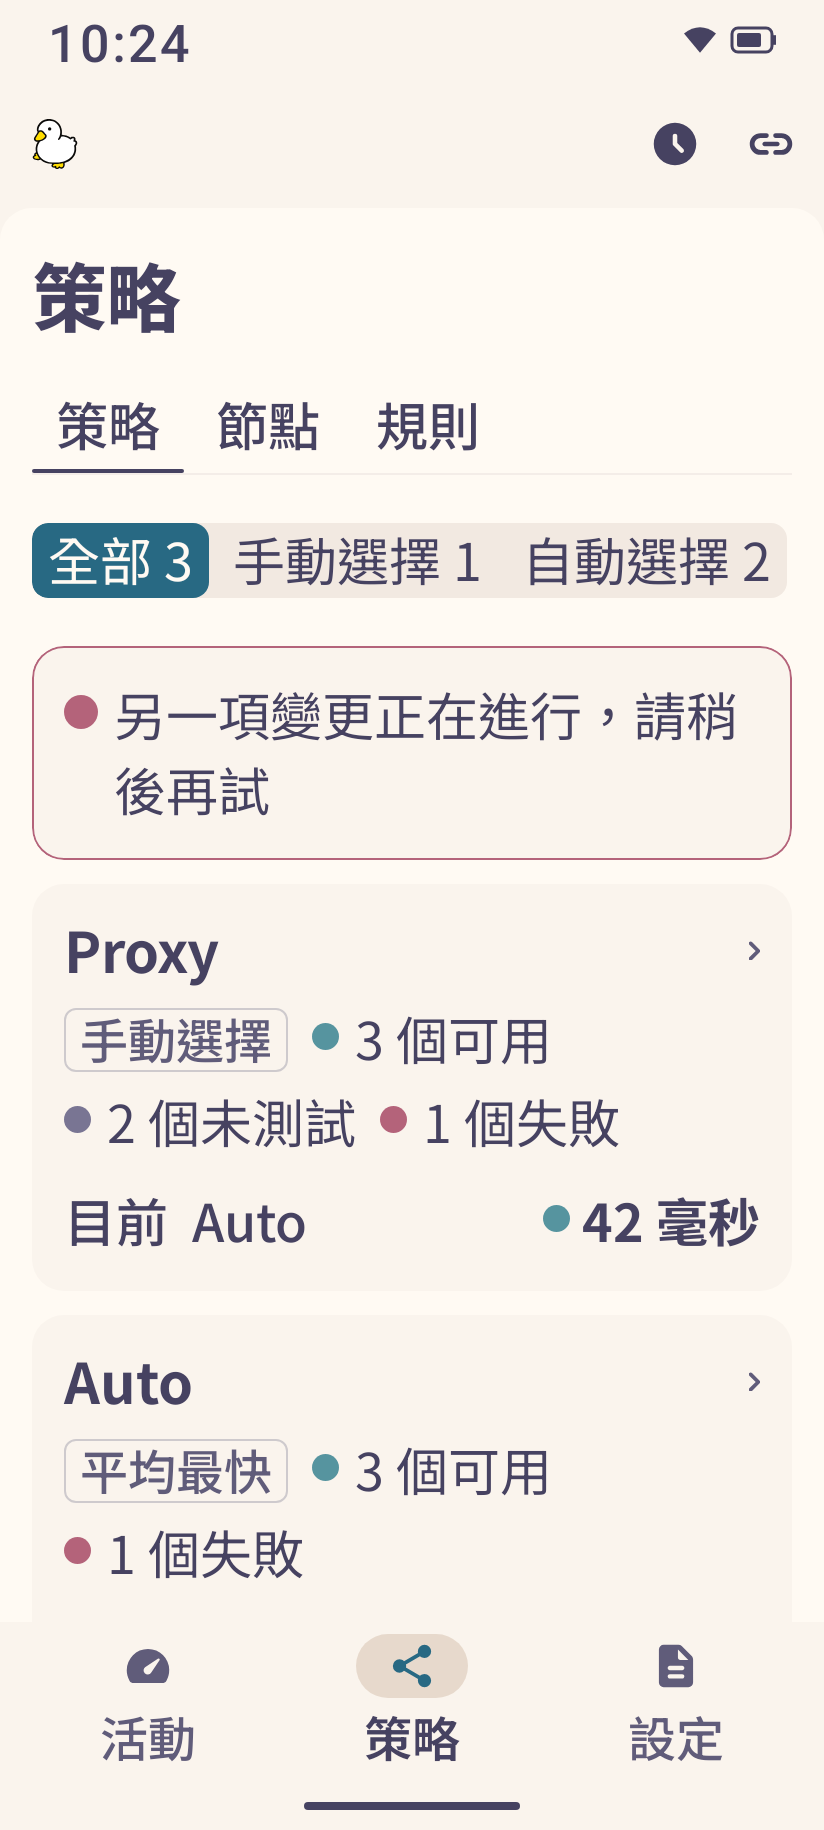 10:24
策略
策略 節點 規則
全部 3 手動選擇 1 自動選擇 2
另一項變更正在進行，請稍
後再試
Proxy
手動選擇 3 個可用
2 個未測試 1 個失敗
目前 Auto 42 毫秒
Auto
平均最快 3 個可用
1 個失敗
活動 策略 設定